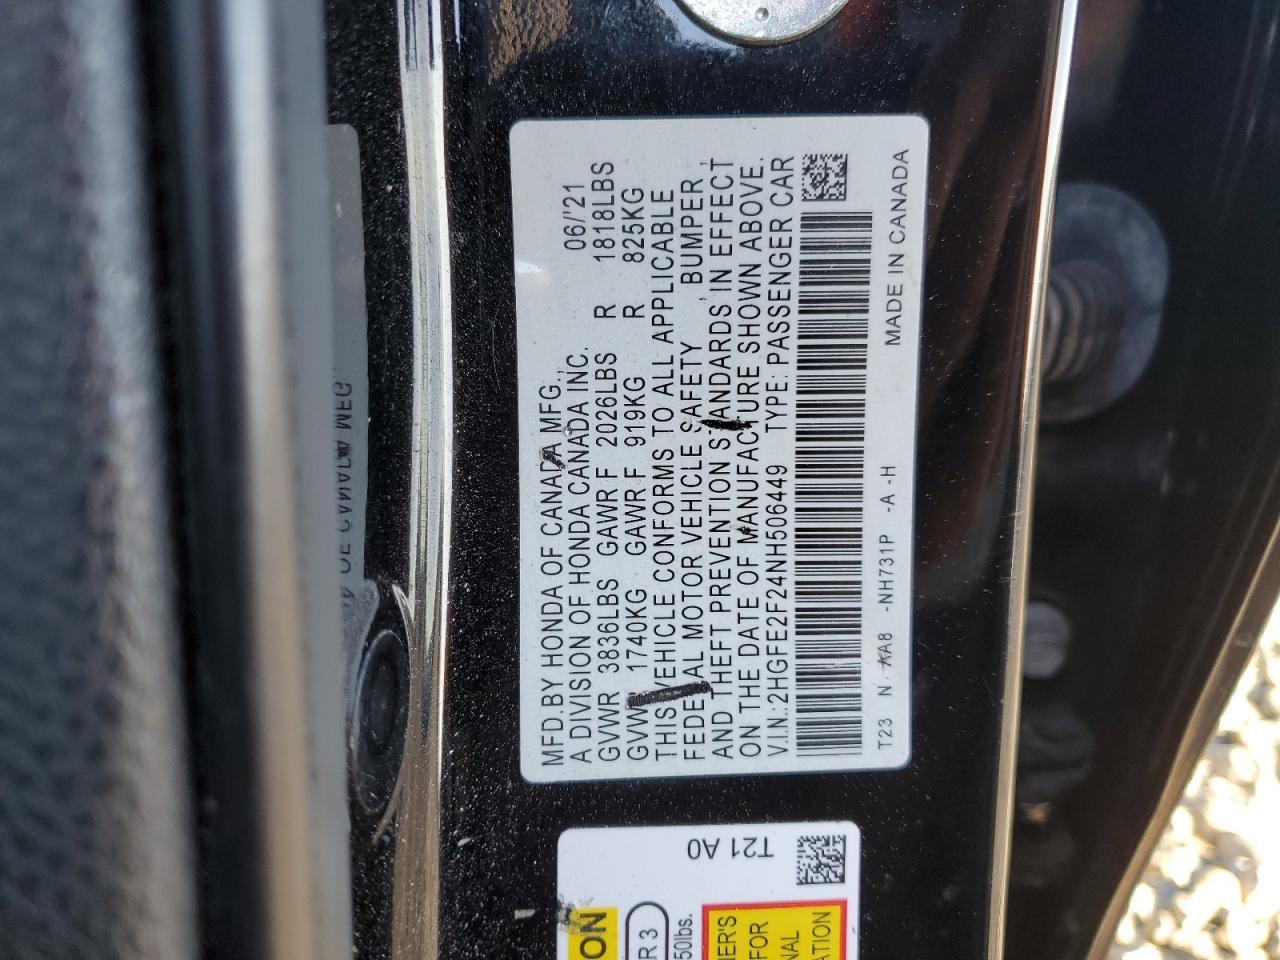 MFD. BY HONDA OF CANADA MFG.,
A DIVISION OF HONDA CANADA INC. 06/'21
GVWR 3836LBS GAWR F 2026LBS R 1818LBS
GVWR 1740KG GAWR F 919KG R 825KG
THIS VEHICLE CONFORMS TO ALL APPLICABLE
FEDERAL MOTOR VEHICLE SAFETY, BUMPER,
AND THEFT PREVENTION STANDARDS IN EFFECT
ON THE DATE OF MANUFACTURE SHOWN ABOVE.
V.I.N.: 2HGFE2F24NH506449 TYPE: PASSENGER CAR
T23 N AA8 -NH731P -A -H MADE IN CANADA
T21 A0
R 3
50lbs.